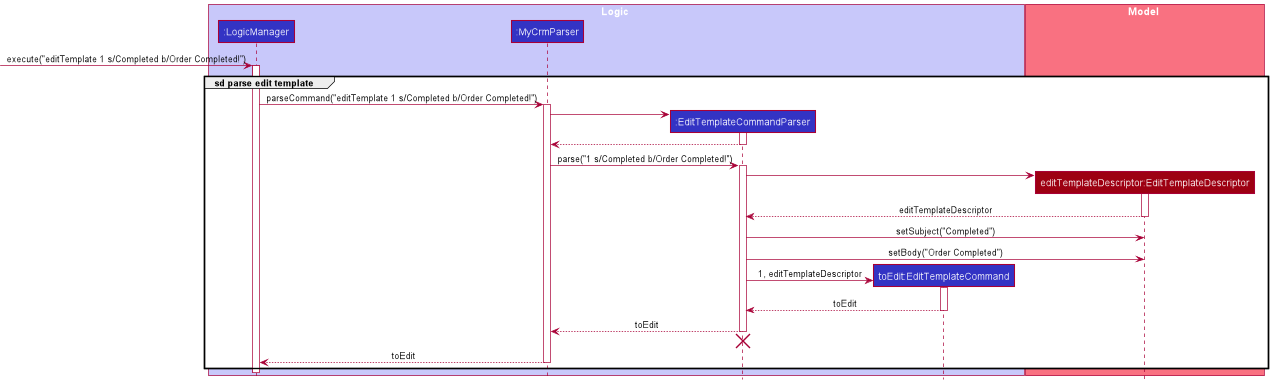 Logic
Model
:LogicManager
:MyCrmParser
execute("editTemplate 1 s/Completed b/Order Completed!")
sd parse edit template
parseCommand("editTemplate 1 s/Completed b/Order Completed!")
:EditTemplateCommandParser
parse("1 s/Completed b/Order Completed!")
editTemplateDescriptor:EditTemplateDescriptor
editTemplateDescriptor
setSubject("Completed")
setBody("Order Completed")
1, editTemplateDescriptor
toEdit:EditTemplateCommand
toEdit
toEdit
toEdit